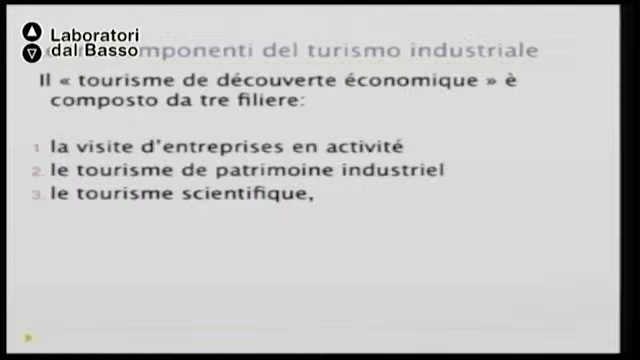 Laboratori
dal Basso
mponenti del turismo industriale
Il « tourisme de découverte économique » è
composto da tre filiere:
1. la visite d'entreprises en activité
2. le tourisme de patrimoine industriel
3. le tourisme scientifique,